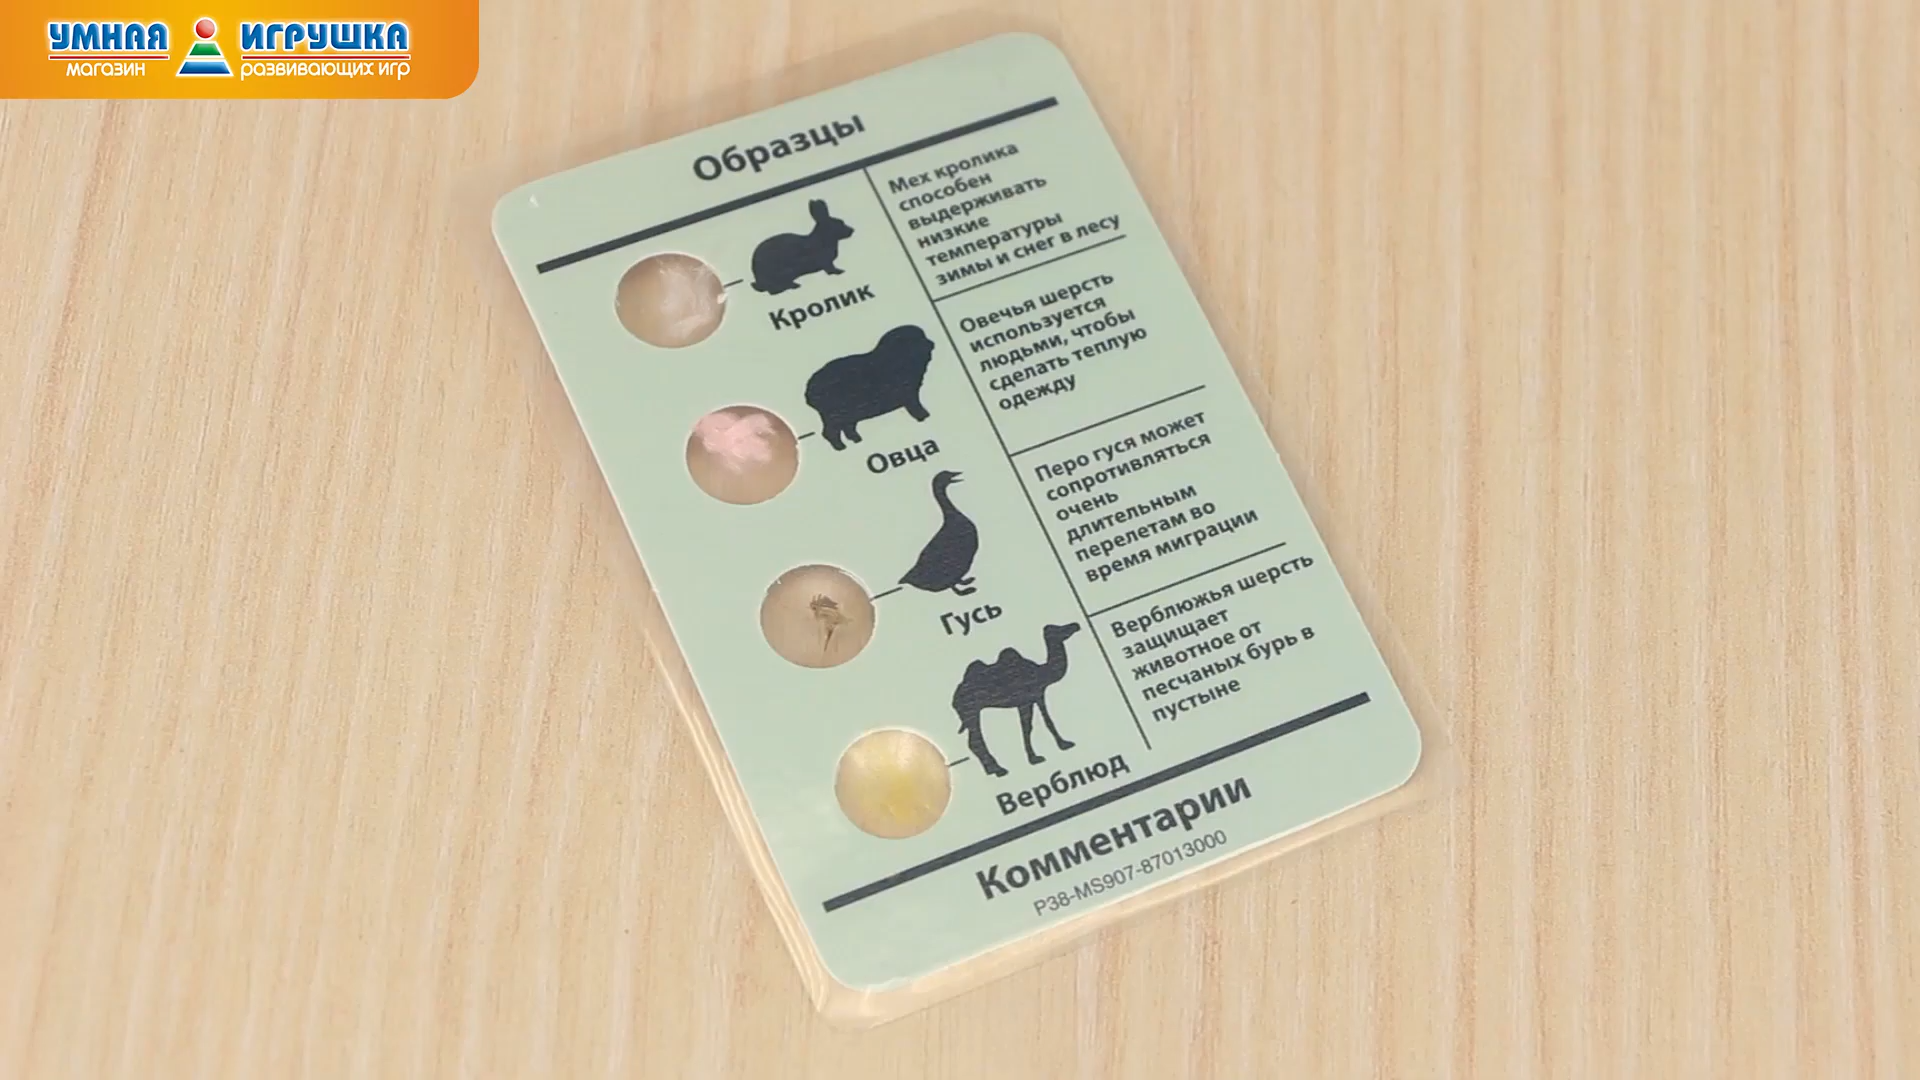 УМНАЯ ИГРУШКА
магазин развивающих игр
Образцы
Кролик
Мех кролика
способен
выдерживать
низкие
температуры
зимы и снег в лесу
Овца
Овечья шерсть
используется
людьми, чтобы
сделать теплую
одежду
Гусь
Перо гуся может
сопротивляться
очень
длительным
перелетам во
время миграции
Верблюд
Верблюжья шерсть
защищает
животное от
песчаных бурь в
пустыне
Комментарии
P38-MS907-87013000